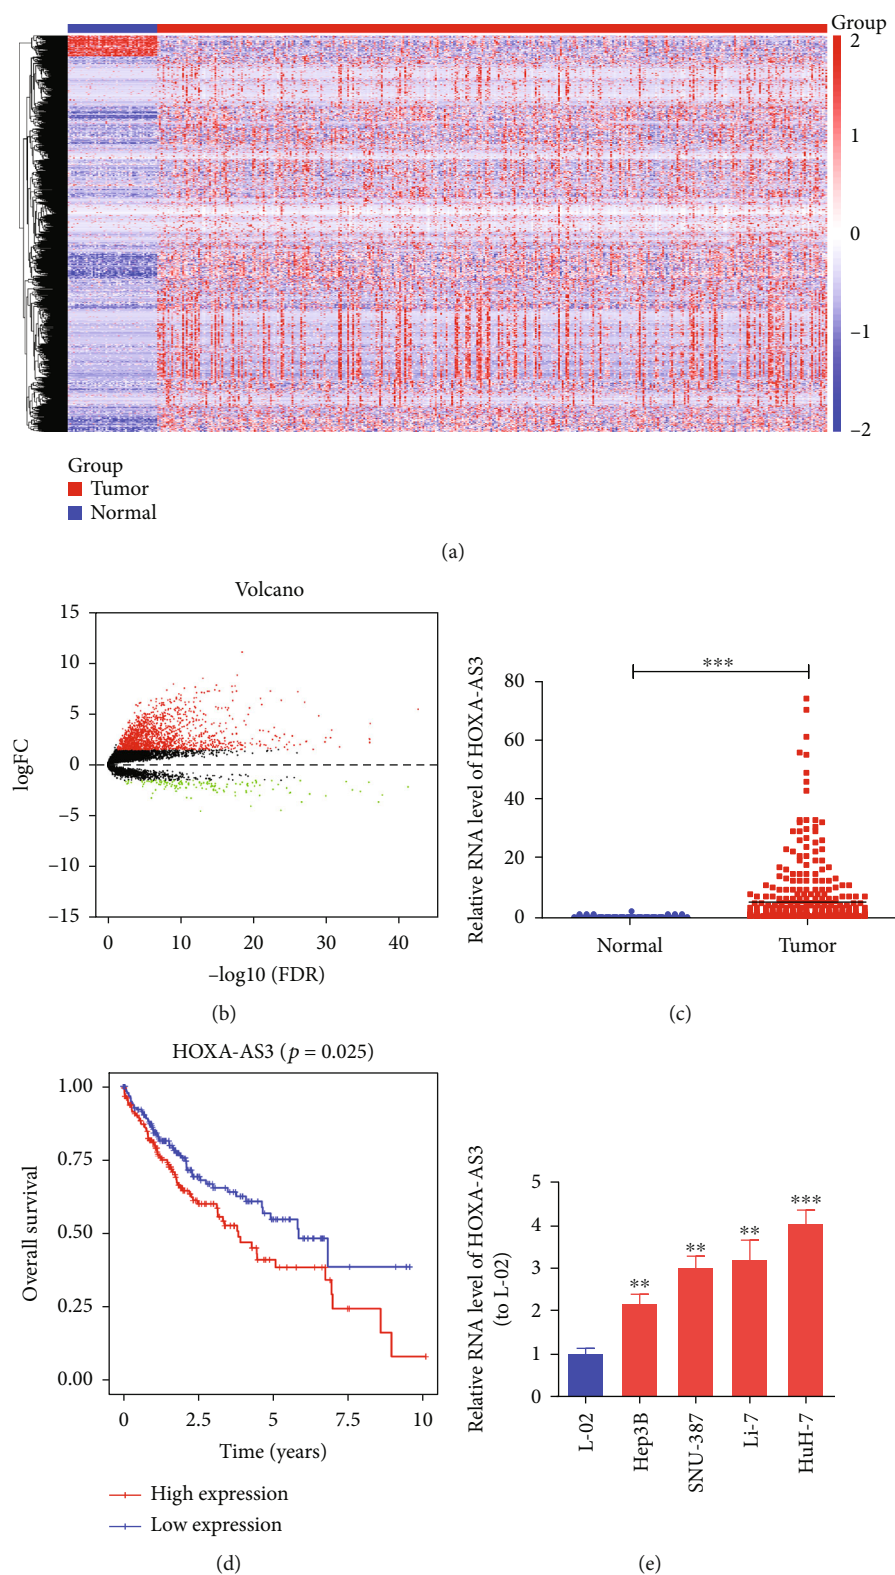 Group
2
1
0
−1
−2
Group
Tumor
Normal
(a)
Volcano
15
10
5
0
−5
−10
−15
logFC
0 10 20 30 40
−log10 (FDR)
(b)
***
80
60
40
20
0
Relative RNA level of HOXA-AS3
Normal Tumor
(c)
HOXA-AS3 (p = 0.025)
1.00
0.75
0.50
0.25
0.00
Overall survival
0 2.5 5 7.5 10
Time (years)
High expression
Low expression
(d)
5
4
3
2
1
0
Relative RNA level of HOXA-AS3
(to L-02)
** ** ** ***
L-02 Hep3B SNU-387 Li-7 HuH-7
(e)